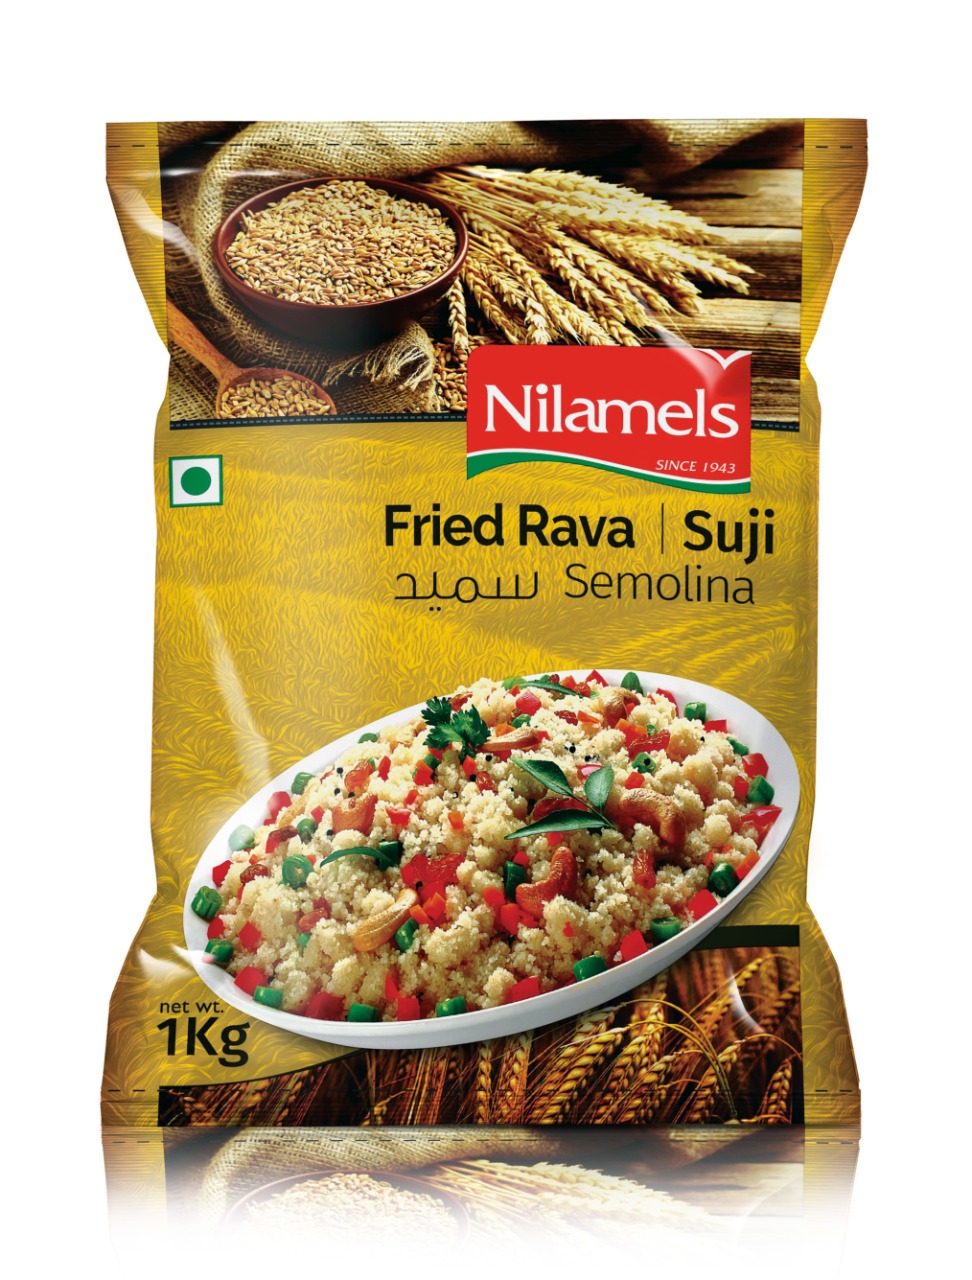 Nilamels
SINCE 1943
Fried Rava | Suji
سميد Semolina
net wt.
1Kg